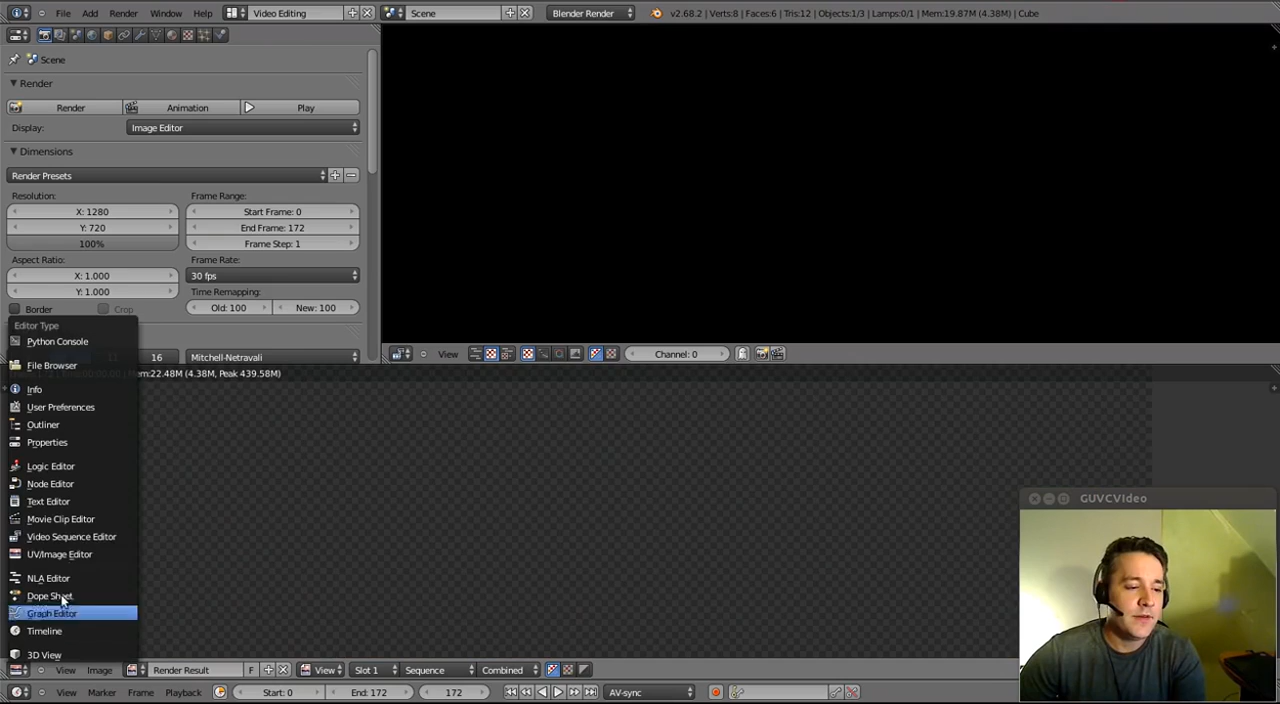 File Add Render Window Help Video Editing Scene Blender Render v2.68.2 | Verts:8 | Faces:6 | Tris:12 | Objects:1/3 | Lamps:0/1 | Mem:19.87M (4.38M) | Cube
Scene
Render
Render Animation Play
Display: Image Editor
Dimensions
Render Presets
Resolution: Frame Range:
X: 1280 Start Frame: 0
Y: 720 End Frame: 172
100% Frame Step: 1
Aspect Ratio: Frame Rate:
X: 1.000 30 fps
Y: 1.000 Time Remapping:
Border Crop Old: 100 New: 100
Editor Type
Python Console
16 Mitchell-Netravali
View Channel: 0
File Browser
Mem:22.48M (4.38M, Peak 439.58M)
Info
User Preferences
Outliner
Properties
Logic Editor
Node Editor
Text Editor
Movie Clip Editor
Video Sequence Editor
UV/Image Editor
NLA Editor
Dope Sheet
Graph Editor
Timeline
3D View
GUVCVideo
View Image Render Result F View Slot 1 Sequence Combined
View Marker Frame Playback Start: 0 End: 172 172 AV-sync